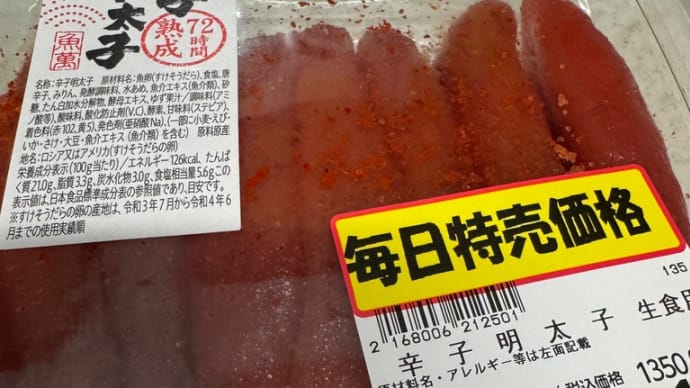 太子
72時間
熟成
魚萬
名称:辛子明太子 原材料名:魚卵(すけそうだら)、食塩、唐
辛子、みりん、発酵調味料、水あめ、魚介エキス(魚介類)、砂
糖、たん白加水分解物、酵母エキス、ゆず果汁/調味料(アミ
ノ酸等)、酸味料、酸化防止剤(V.C)、酵素、甘味料(ステビア)、
着色料(赤102、黄5)、発色剤(亜硝酸Na)、(一部に小麦・えび・
いか・さけ・大豆・魚介エキス(魚介類)を含む) 原料原産
地名:ロシア又はアメリカ(すけそうだらの卵)
栄養成分表示(100g当たり)/エネルギー126kcal、たんぱ
く質21.0g、脂質3.3g、炭水化物3.0g、食塩相当量5.6g この
表示値は、日本食品標準成分表の参照値であり、目安です。
※すけそうだらの卵の産地は、令和3年7月から令和4年6
月までの使用実績順
毎日特売価格
135
2168006212501
辛子明太子 生食用
原材料名・アレルギー等は左面記載
税込価格 1350